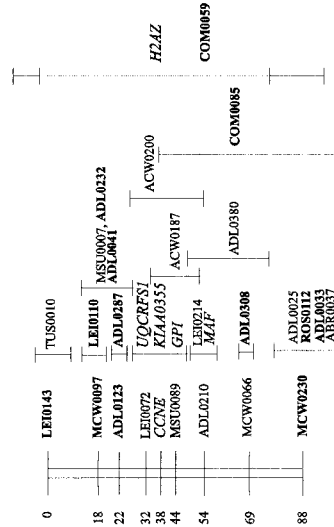 0 LEI0143 TUS0010
18 MCW0097 LEI0110 MSU0007, ADL0232
ADL0041
22 ADL0123 ADL0287
32 LEI0072 UQCRFS1 ACW0200 H2AZ
38 CCNE KIAA0355
44 MSU0089 GPI ACW0187
54 ADL0210 LEI0214 COM0059
MAF
ADL0380
69 MCW0066 ADL0308 COM0085
88 MCW0230 ADL0025
ROS0112
ADL0033
ABR0037